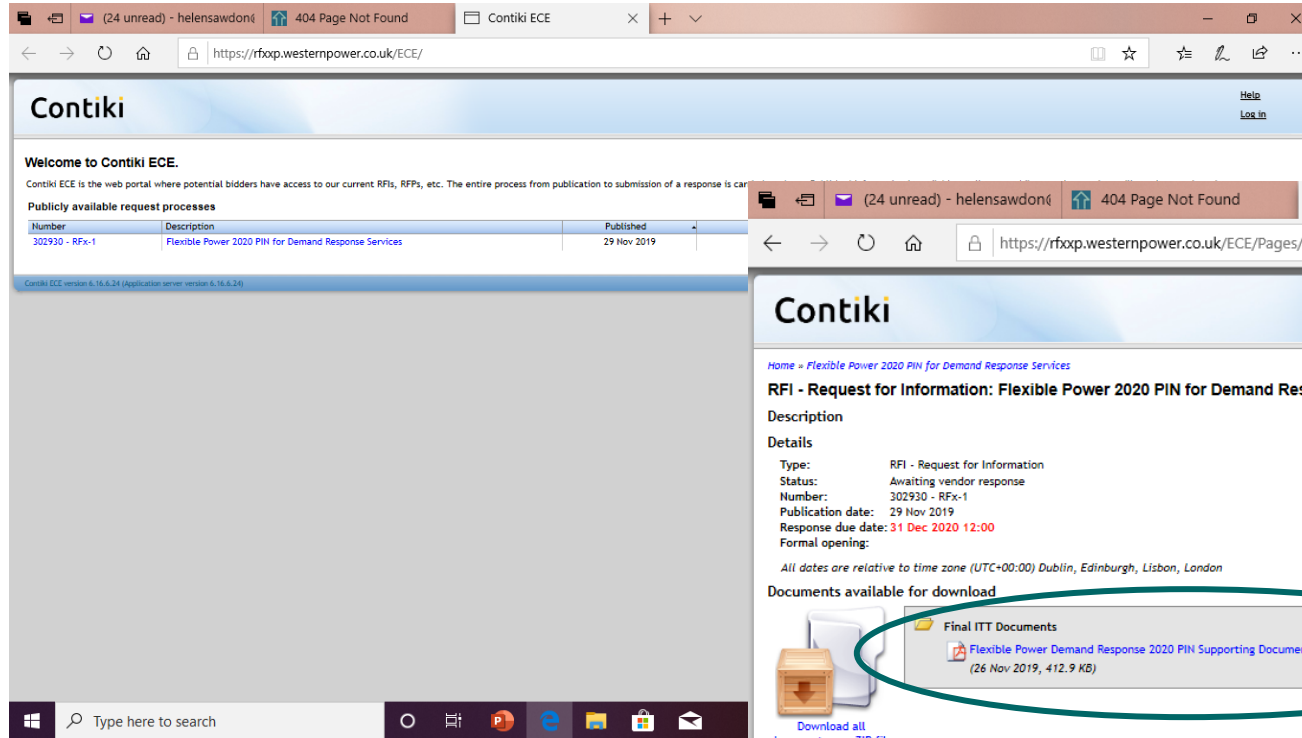 (24 unread) - helensawdon
404 Page Not Found
Contiki ECE
https://rfxxp.westernpower.co.uk/ECE/
Contiki
Help
Log in
Welcome to Contiki ECE.
Contiki ECE is the web portal where potential bidders have access to our current RFIs, RFPs, etc. The entire process from publication to submission of a response is
Publicly available request processes
Number Description Published
302930 - RFx-1 Flexible Power 2020 PIN for Demand Response Services 29 Nov 2019
Contiki ECE version 6.16.6.24 (Application server version 6.16.6.24)
Type here to search
(24 unread) - helensawdon
404 Page Not Found
https://rfxxp.westernpower.co.uk/ECE/Pages/
Contiki
Home » Flexible Power 2020 PIN for Demand Response Services
RFI - Request for Information: Flexible Power 2020 PIN for Demand Res
Description
Details
Type: RFI - Request for Information
Status: Awaiting vendor response
Number: 302930 - RFx-1
Publication date: 29 Nov 2019
Response due date: 31 Dec 2020 12:00
Formal opening:
All dates are relative to time zone (UTC+00:00) Dublin, Edinburgh, Lisbon, London
Documents available for download
Final ITT Documents
Flexible Power Demand Response 2020 PIN Supporting Docume
(26 Nov 2019, 412.9 KB)
Download all